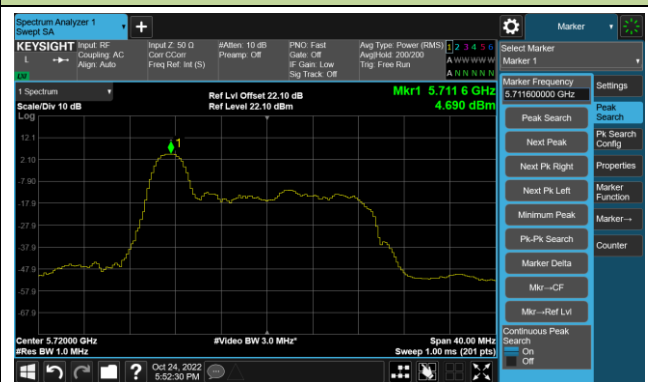 Spectrum Analyzer 1
Swept SA
Marker
KEYSIGHT Input: RF Input Z: 50 Ω #Atten: 10 dB PNO: Fast Avg Type: Power (RMS) 1 2 3 4 5 6
L Coupling: AC Corr CCorr Preamp: Off Gate: Off Avg|Hold: 200/200 A W W W W W
Align: Auto Freq Ref: Int (S) IF Gain: Low Trig: Free Run
Sig Track: Off A N N N N N
Select Marker
Marker 1
1 Spectrum
Scale/Div 10 dB
Log
Ref Lvl Offset 22.10 dB
Ref Level 22.10 dBm
Mkr1 5.711 6 GHz
4.690 dBm
12.1
2.10
-7.90
-17.9
-27.9
-37.9
-47.9
-57.9
-67.9
1
Center 5.72000 GHz #Video BW 3.0 MHz* Span 40.00 MHz
#Res BW 1.0 MHz Sweep 1.00 ms (201 pts)
Marker Frequency
5.711600000 GHz
Peak Search
Next Peak
Next Pk Right
Next Pk Left
Minimum Peak
Pk-Pk Search
Marker Delta
Mkr→CF
Mkr→Ref Lvl
Continuous Peak
Search
On
Off
Settings
Peak
Search
Pk Search
Config
Properties
Marker
Function
Marker→
Counter
Oct 24, 2022
5:52:30 PM